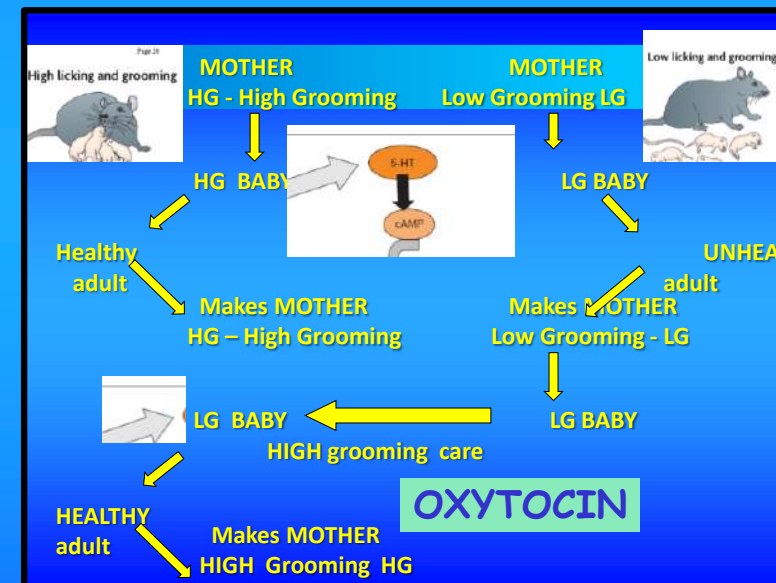 Page 28
High licking and grooming
MOTHER
HG - High Grooming
MOTHER
Low Grooming LG
Low licking and grooming
5-HT
cAMP
HG BABY
LG BABY
Healthy
adult
UNHEA
adult
Makes MOTHER
HG – High Grooming
Makes MOTHER
Low Grooming - LG
LG BABY
LG BABY
HIGH grooming care
OXYTOCIN
HEALTHY
adult
Makes MOTHER
HIGH Grooming HG